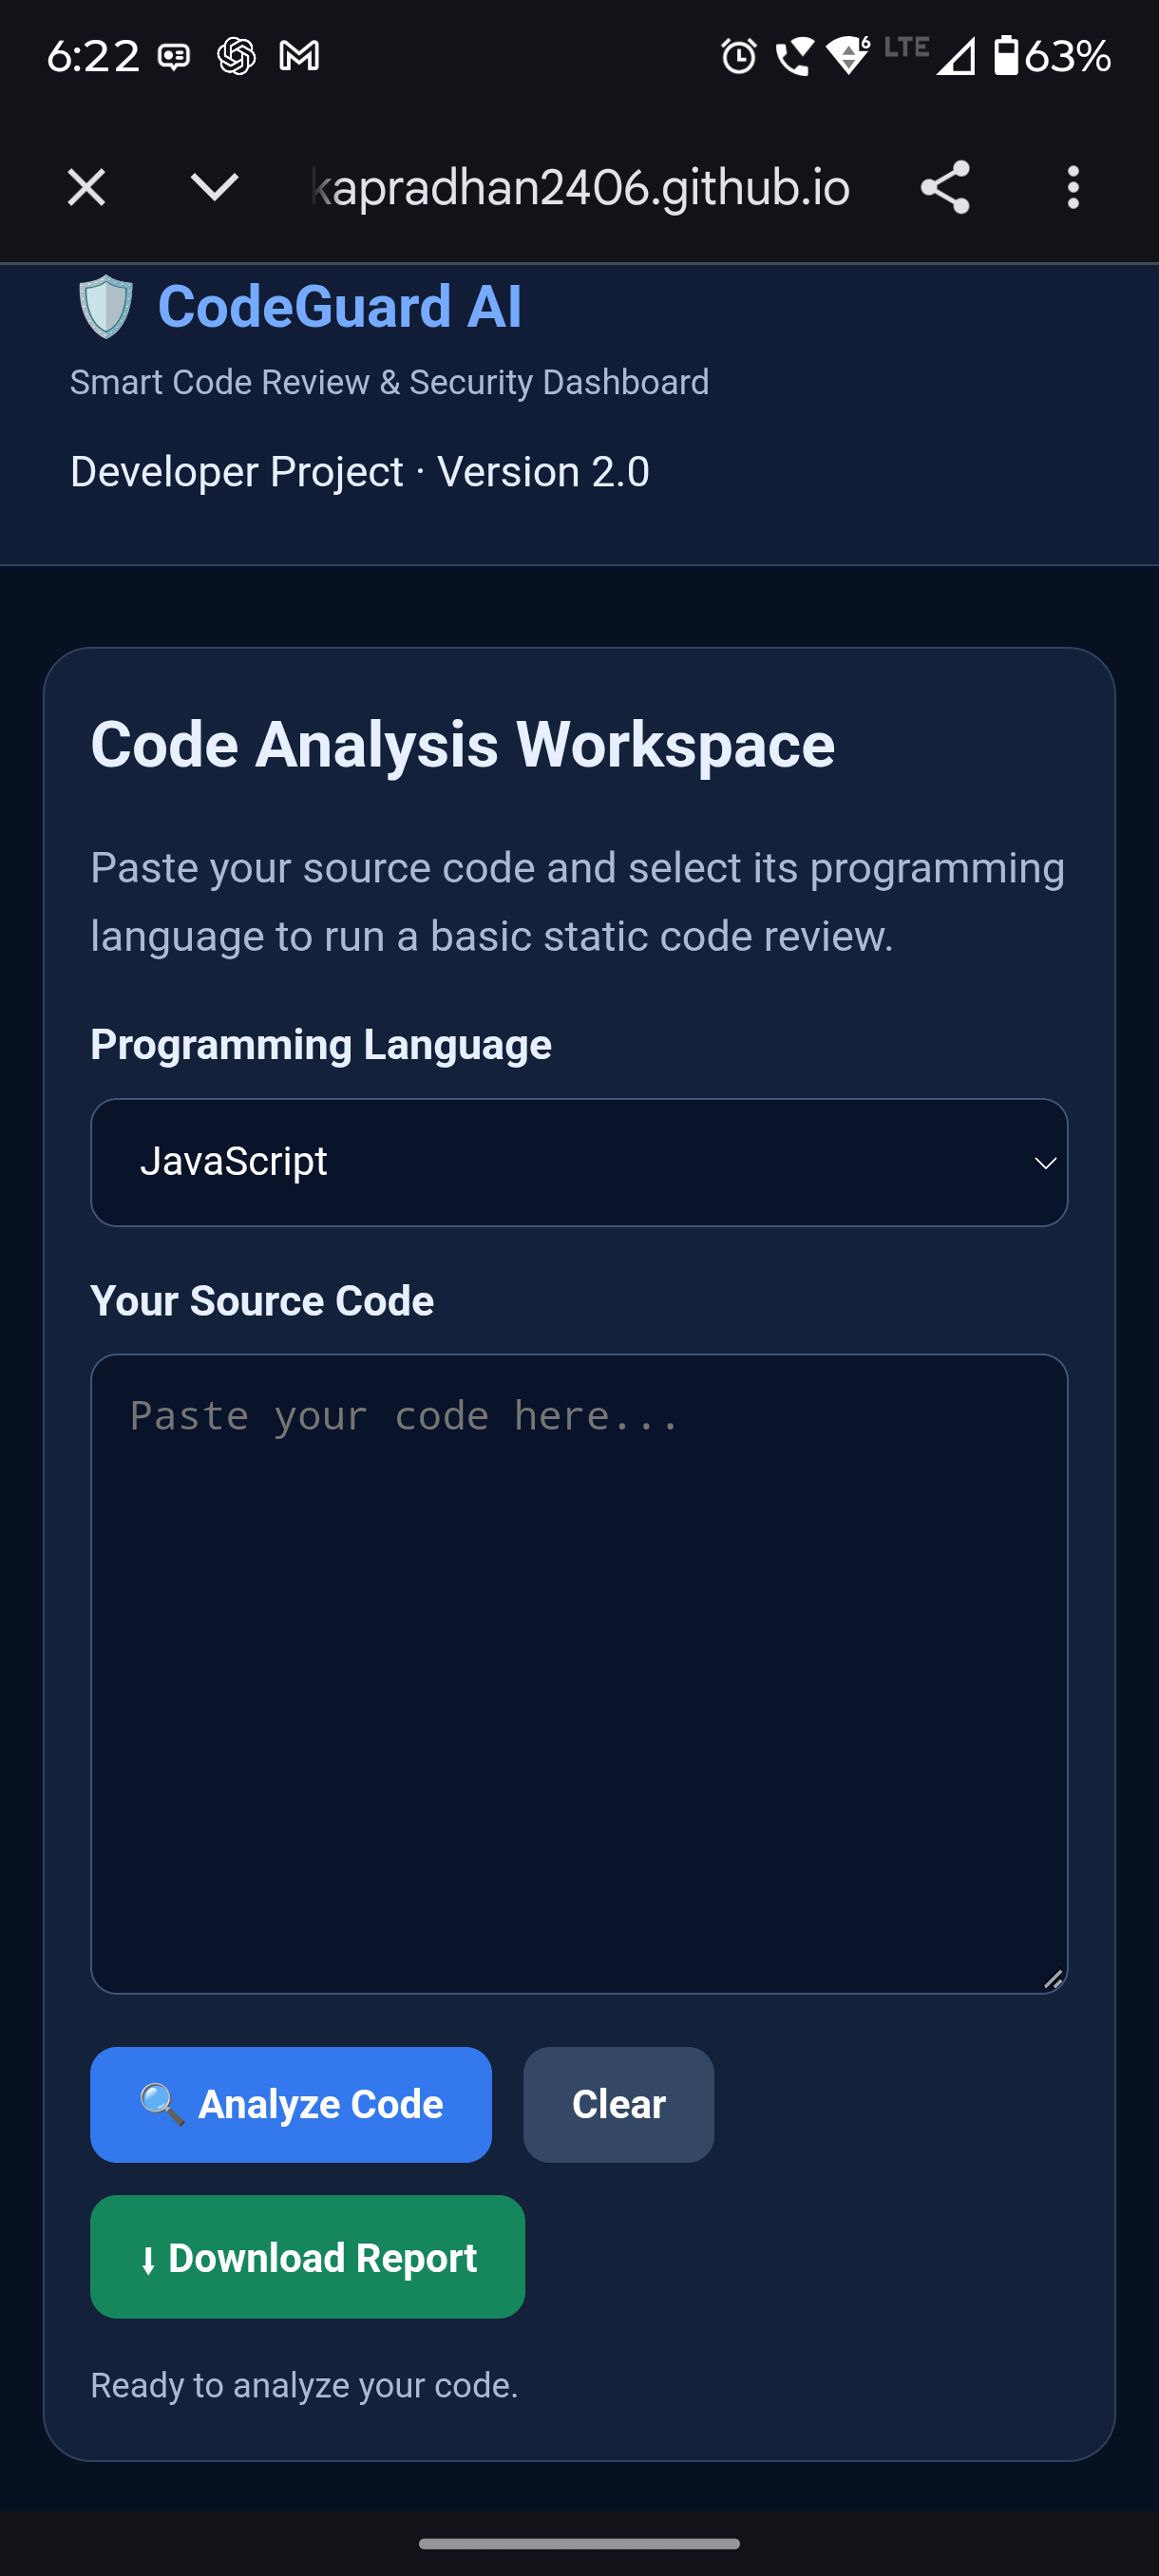 6:22
6 LTE 63%
kapradhan2406.github.io
CodeGuard AI
Smart Code Review & Security Dashboard
Developer Project · Version 2.0
Code Analysis Workspace
Paste your source code and select its programming
language to run a basic static code review.
Programming Language
JavaScript
Your Source Code
Paste your code here...
Analyze Code
Clear
Download Report
Ready to analyze your code.